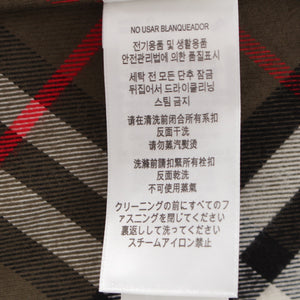 NO USAR BLANQUEADOR
전기용품 및 생활용품
안전관리법에 의한 품질표시
세탁 전 모든 단추 잠금
뒤집어서 드라이클리닝
스팀 금지
请在清洗前闭合所有系扣
反面干洗
请勿蒸汽熨烫
洗滌前請扣緊所有栓扣
反面乾洗
不可使用蒸氣
クリーニングの前にすべてのフ
ァスニングを閉じてください
裏返しして洗ってください
スチームアイロン禁止